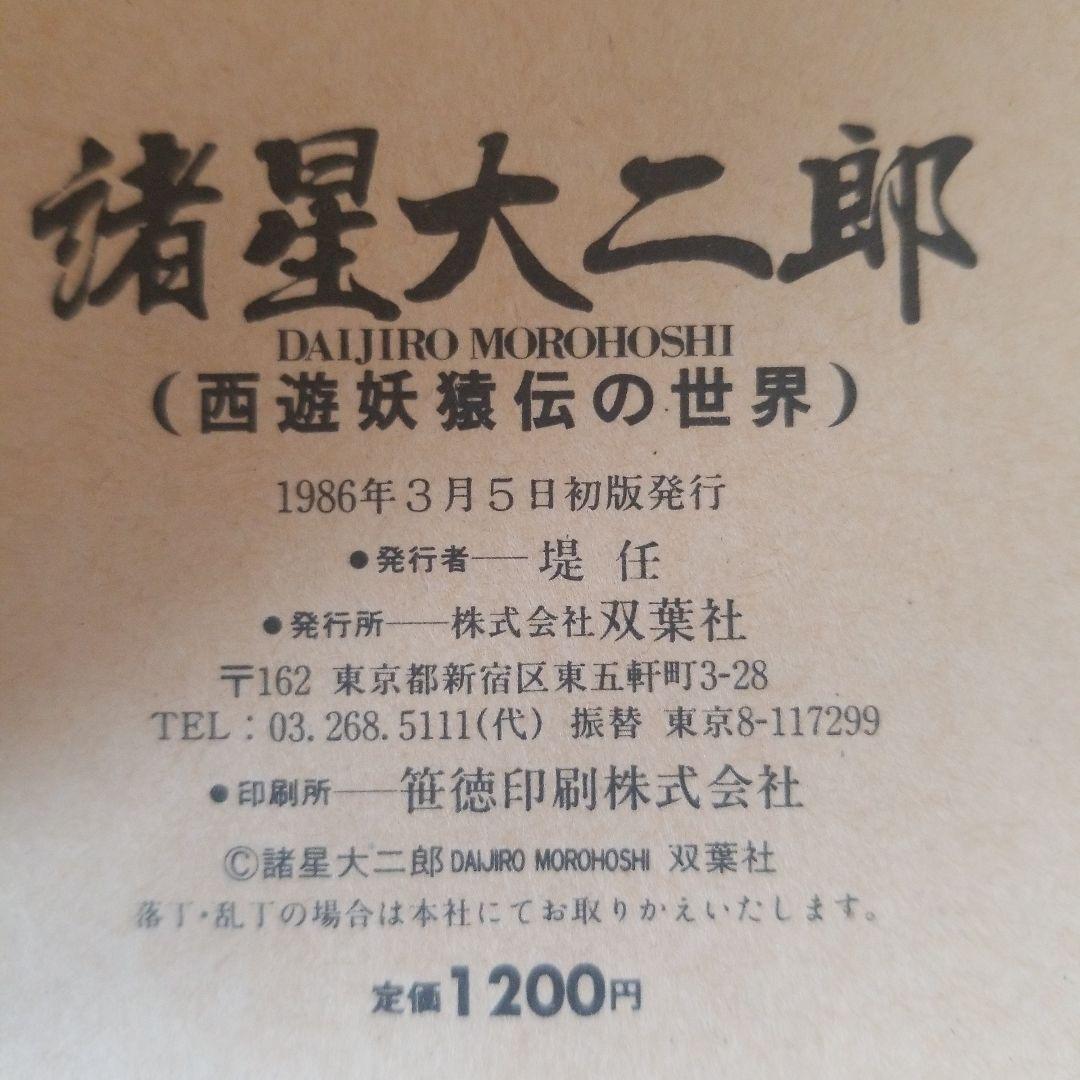 諸星大二郎
DAIJIRO MOROHOSHI
(西遊妖猿伝の世界)
1986年3月5日初版発行
●発行者──堤 任
●発行所──株式会社双葉社
〒162 東京都新宿区東五軒町3-28
TEL：03.268.5111(代) 振替 東京8-117299
●印刷所──笹徳印刷株式会社
©諸星大二郎 DAIJIRO MOROHOSHI 双葉社
落丁・乱丁の場合は本社にてお取りかえいたします。
定価1200円